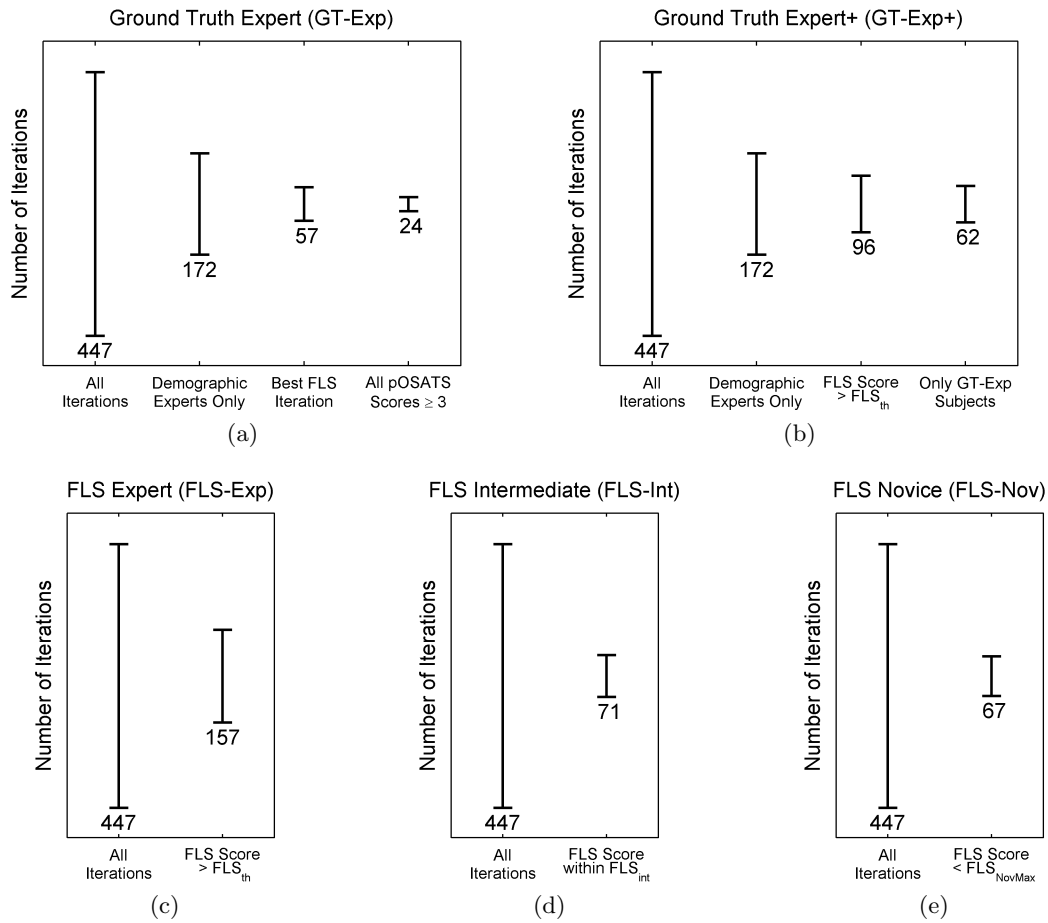 Ground Truth Expert (GT-Exp)
Number of Iterations
447
172
57
24
All
Iterations
Demographic
Experts Only
Best FLS
Iteration
All pOSATS
Scores ≥ 3
(a)
Ground Truth Expert+ (GT-Exp+)
Number of Iterations
447
172
96
62
All
Iterations
Demographic
Experts Only
FLS Score
> FLS_th
Only GT-Exp
Subjects
(b)
FLS Expert (FLS-Exp)
Number of Iterations
447
157
All
Iterations
FLS Score
> FLS_th
(c)
FLS Intermediate (FLS-Int)
Number of Iterations
447
71
All
Iterations
FLS Score
within FLS_int
(d)
FLS Novice (FLS-Nov)
Number of Iterations
447
67
All
Iterations
FLS Score
< FLS_NovMax
(e)